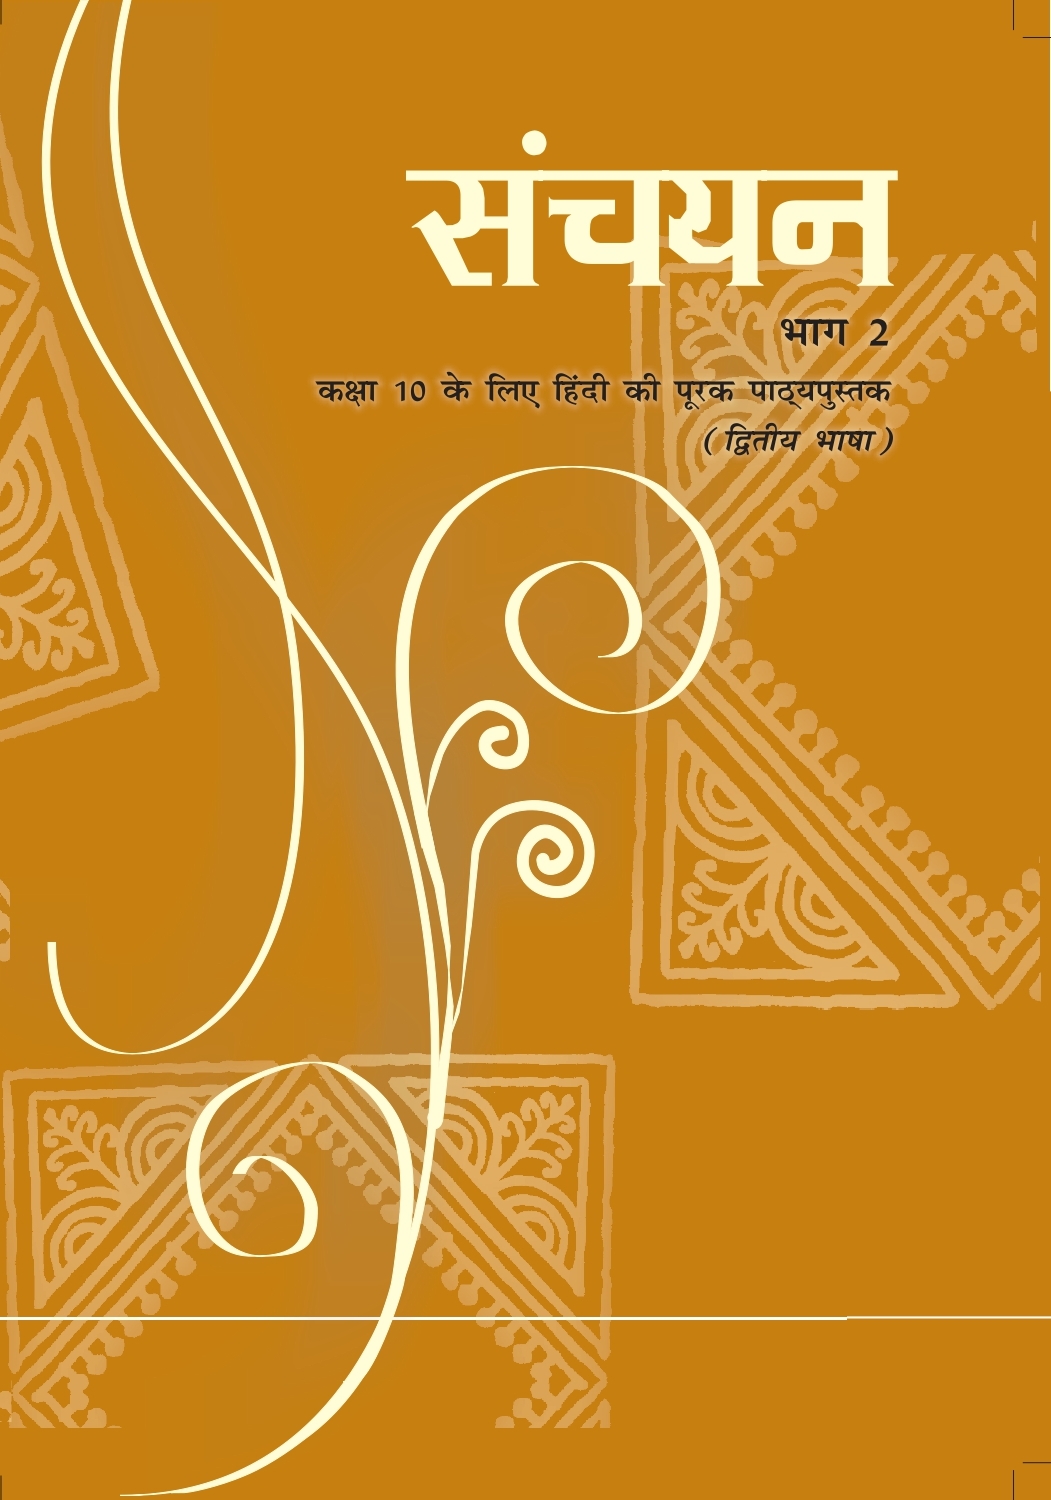 संचयन
भाग 2
कक्षा 10 के लिए हिंदी की पूरक पाठ्यपुस्तक
(द्वितीय भाषा)